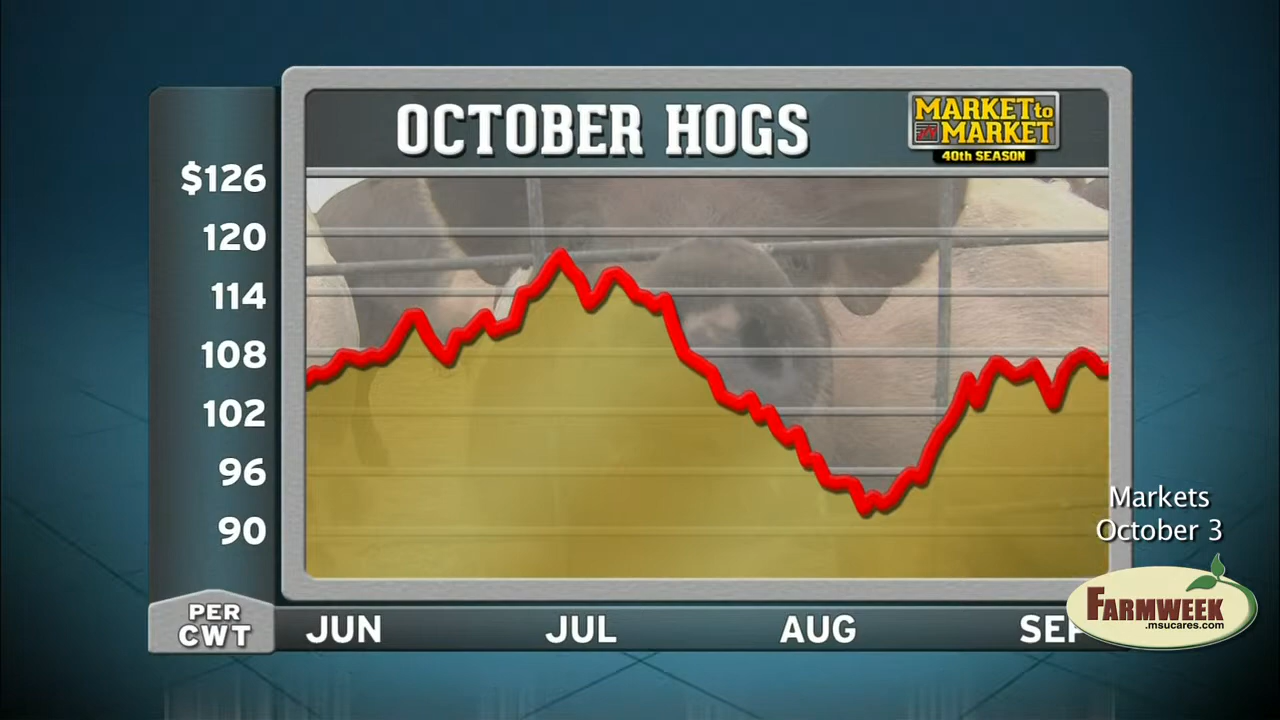 OCTOBER HOGS
MARKET to
MARKET
40th SEASON
$126
120
114
108
102
96
90
PER
CWT
JUN
JUL
AUG
SEP
Markets
October 3
FARMWEEK
.msucares.com